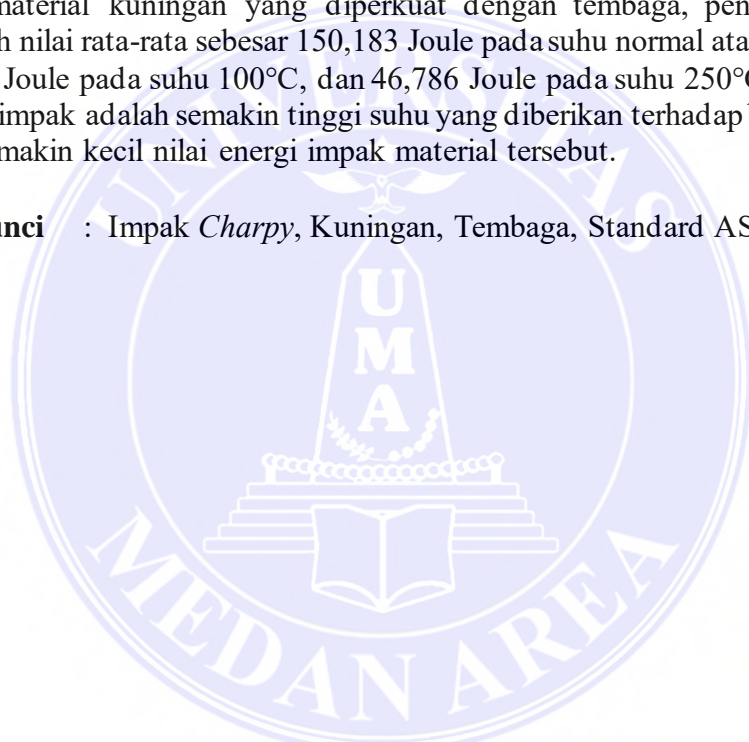 material kuningan yang diperkuat dengan tembaga, pen
h nilai rata-rata sebesar 150,183 Joule pada suhu normal ata
Joule pada suhu 100°C, dan 46,786 Joule pada suhu 250°C
impak adalah semakin tinggi suhu yang diberikan terhadap
makin kecil nilai energi impak material tersebut.
unci : Impak Charpy, Kuningan, Tembaga, Standard AS
UNIVERSITAS
UMA
MEDAN AREA